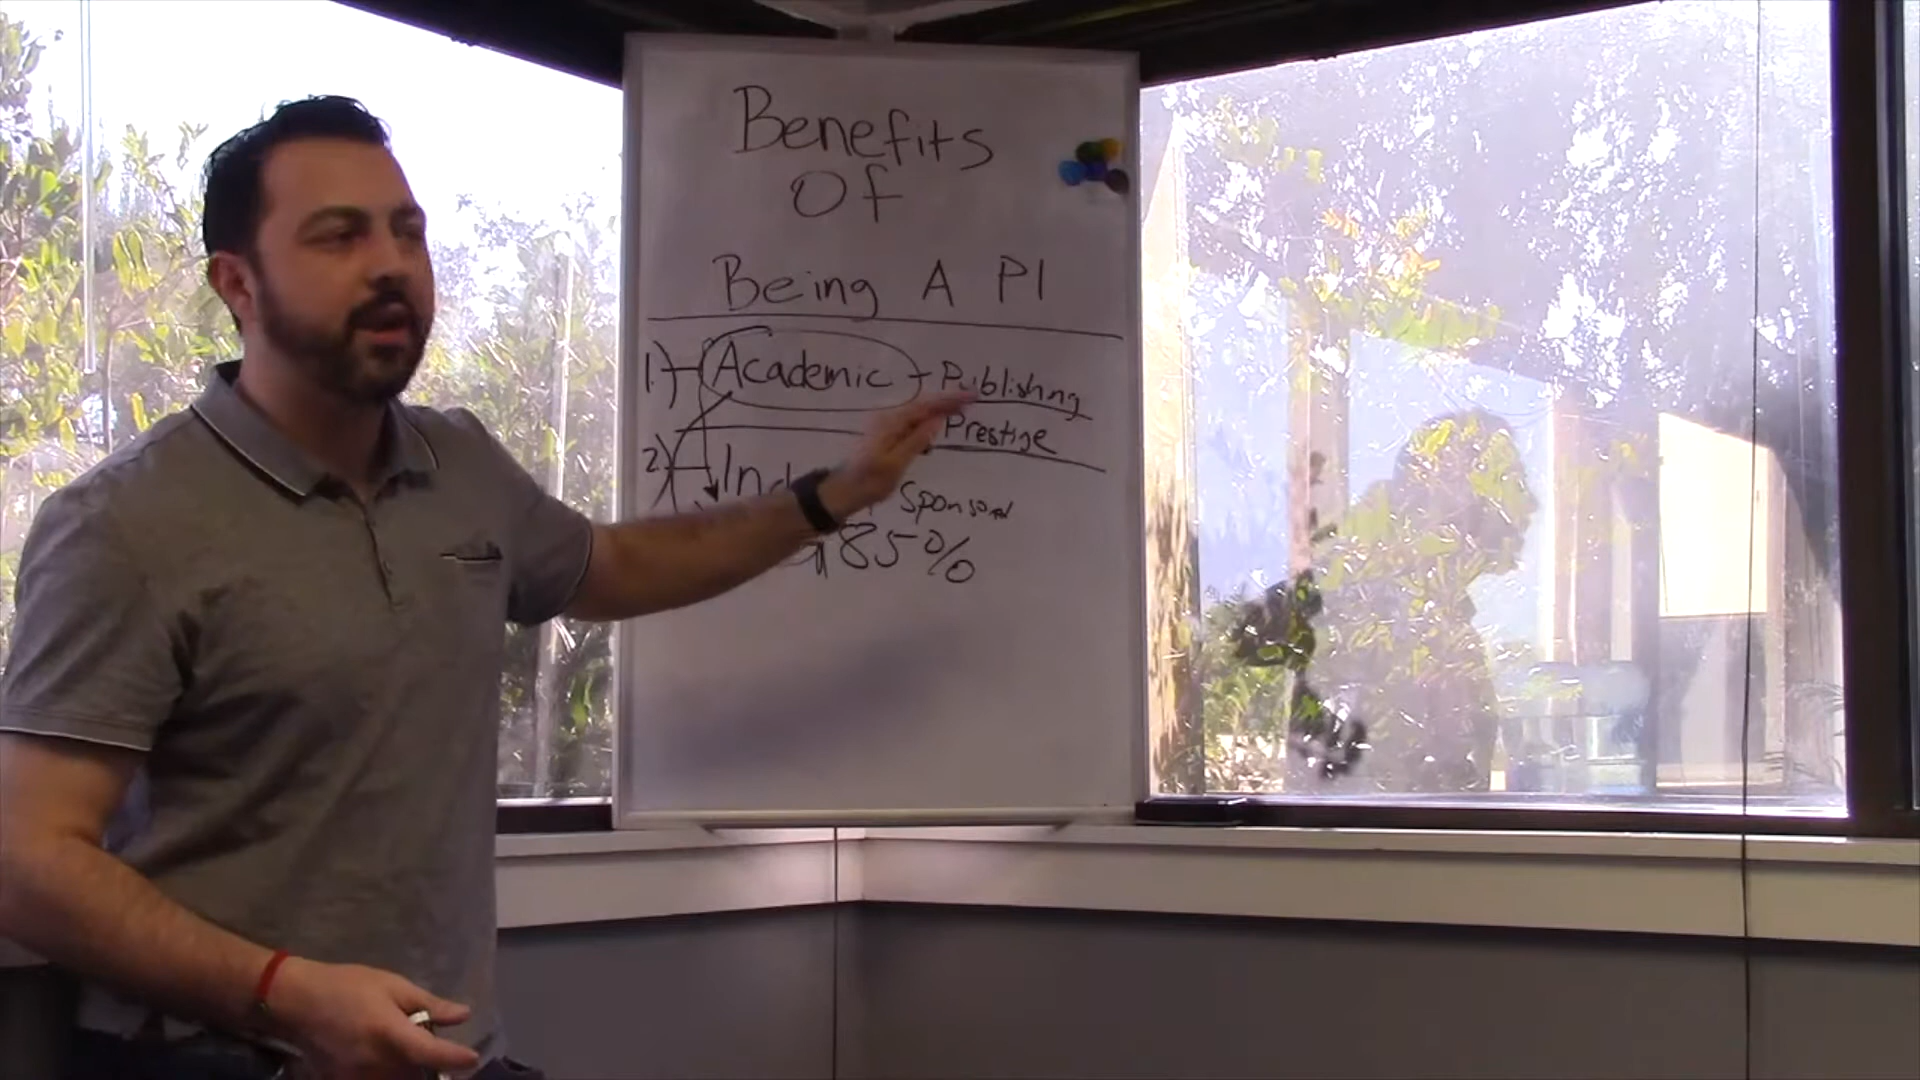 Benefits
Of
Being A PI
1.) Academic - Publishing
Prestige
2.) Sponsored
85%